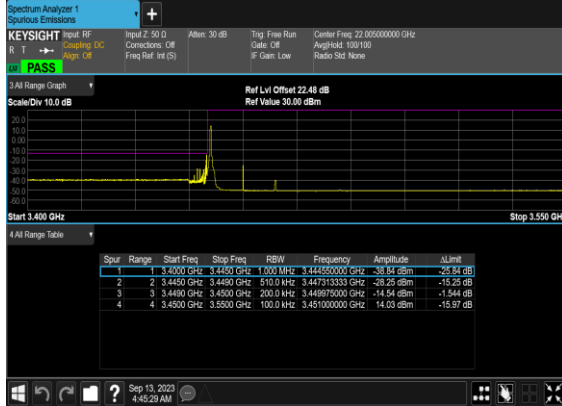 Spectrum Analyzer 1
Spurious Emissions
KEYSIGHT Input: RF Input Z: 50 Ω Atten: 30 dB Trig: Free Run Center Freq: 22.005000000 GHz
R T Coupling: DC Corrections: Off Gate: Off Avg|Hold: 100/100
Align: Off Freq Ref: Int (S) IF Gain: Low Radio Std: None
PASS
3 All Range Graph
Ref Lvl Offset 22.48 dB
Scale/Div 10.0 dB Ref Value 30.00 dBm
20.0
10.0
0.00
-10.0
-20.0
-30.0
-40.0
-50.0
-60.0
Start 3.400 GHz Stop 3.550 GH
4 All Range Table
Spur Range Start Freq Stop Freq RBW Frequency Amplitude ΔLimit
1 1 3.4000 GHz 3.4450 GHz 1.000 MHz 3.444550000 GHz -38.84 dBm -25.84 dB
2 2 3.4450 GHz 3.4490 GHz 510.0 kHz 3.447313333 GHz -28.25 dBm -15.25 dB
3 3 3.4490 GHz 3.4500 GHz 200.0 kHz 3.449975000 GHz -14.54 dBm -1.544 dB
4 4 3.4500 GHz 3.5500 GHz 100.0 kHz 3.451000000 GHz 14.03 dBm -15.97 dB
? Sep 13, 2023
4:45:29 AM